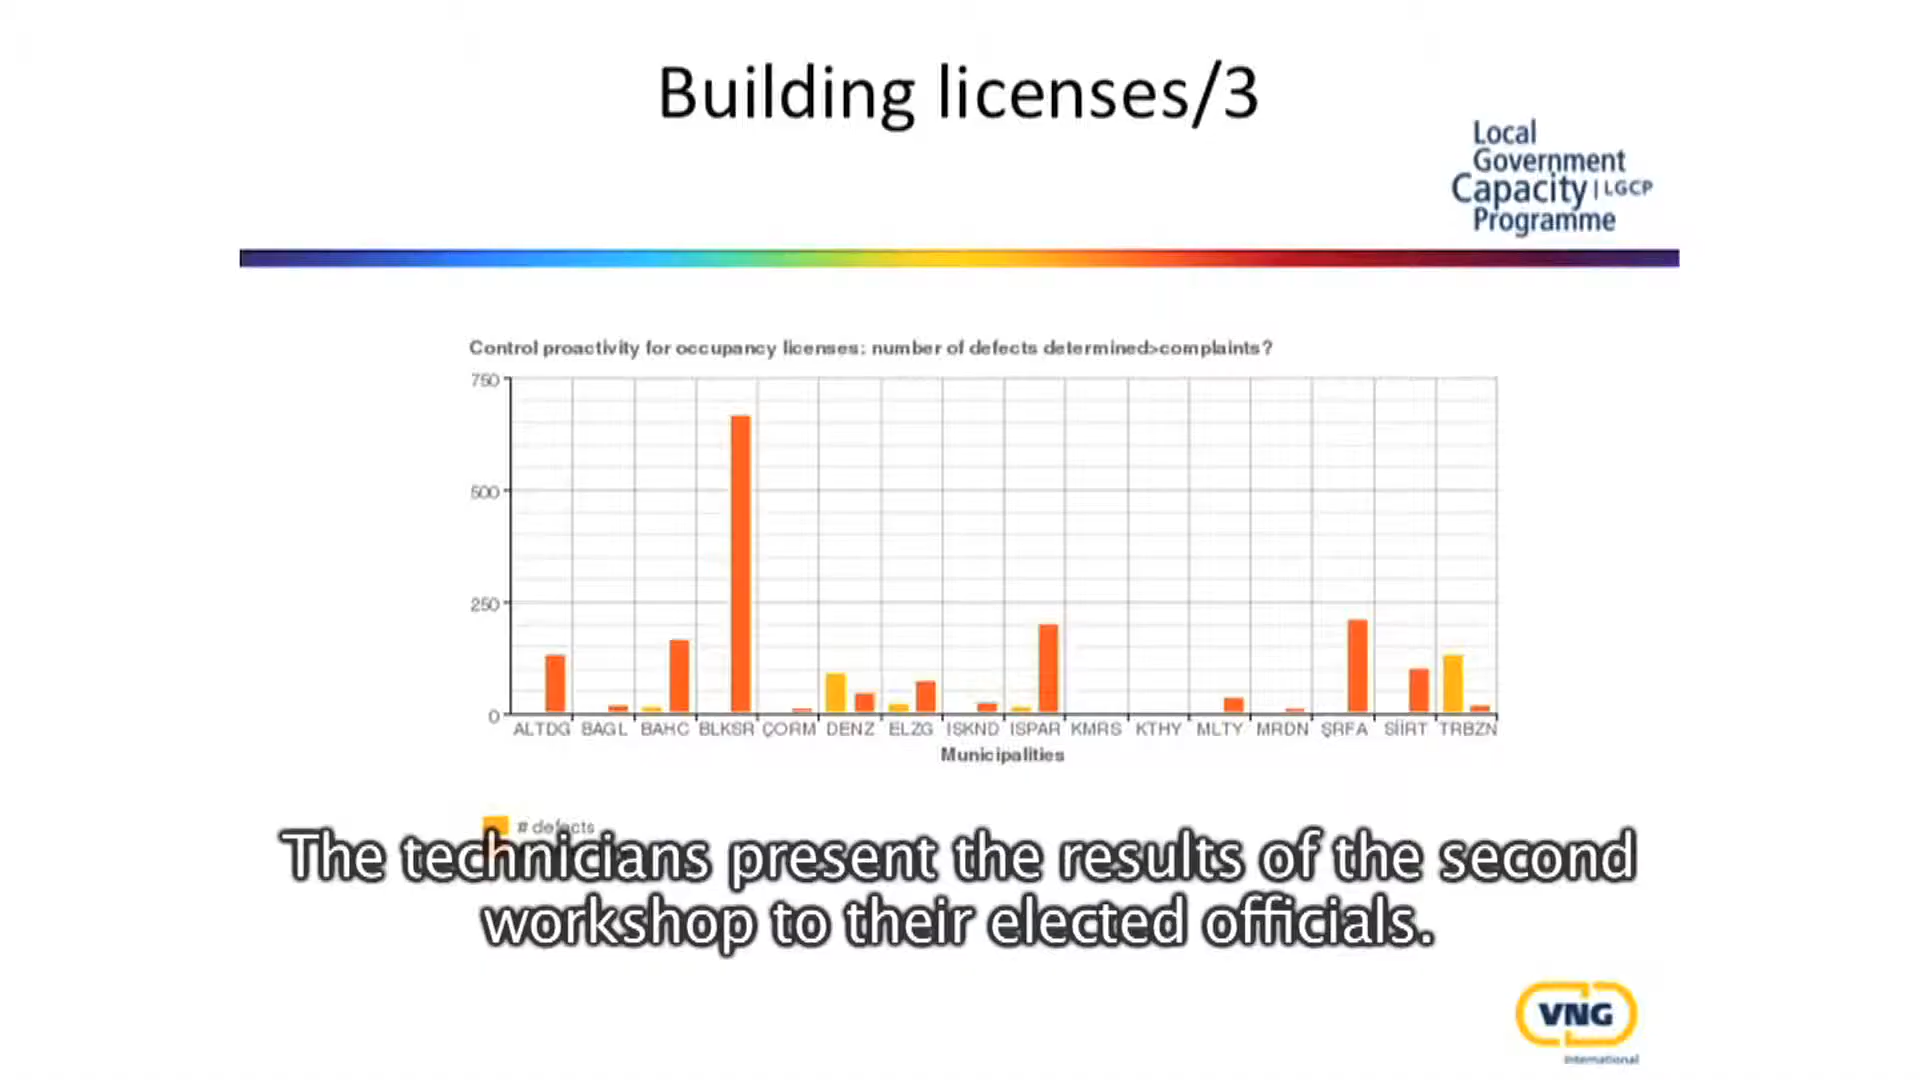 Building licenses/3
Local
Government
Capacity | LGCP
Programme
Control proactivity for occupancy licenses: number of defects determined>complaints?
750
500
250
0
ALTDG BAGL BAHC BLKSR ÇORM DENZ ELZG ISKND ISPAR KMRS KTHY MLTY MRDN ŞRFA SİİRT TRBZN
Municipalities
# defects
The technicians present the results of the second
workshop to their elected officials.
VNG
International